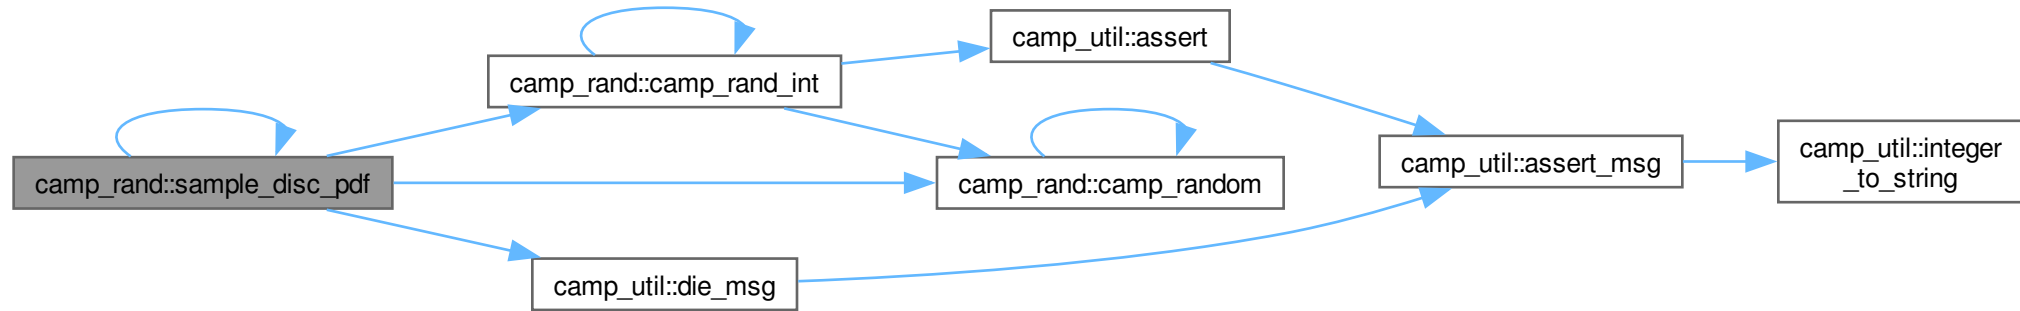 camp_rand::sample_disc_pdf
camp_rand::camp_rand_int
camp_util::assert
camp_rand::camp_random
camp_util::die_msg
camp_util::assert_msg
camp_util::integer
_to_string